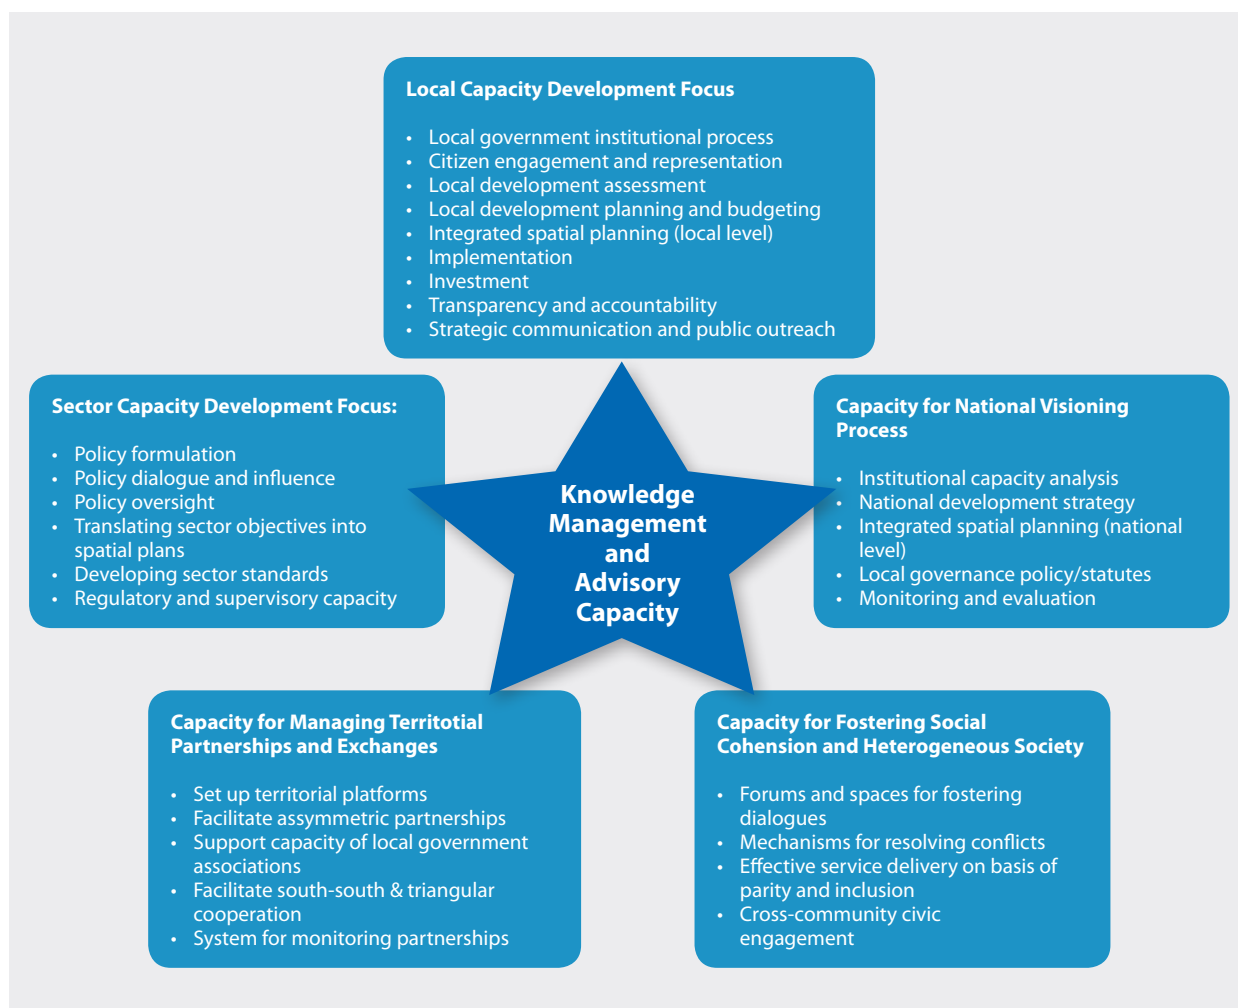 Local Capacity Development Focus
• Local government institutional process
• Citizen engagement and representation
• Local development assessment
• Local development planning and budgeting
• Integrated spatial planning (local level)
• Implementation
• Investment
• Transparency and accountability
• Strategic communication and public outreach
Sector Capacity Development Focus:
• Policy formulation
• Policy dialogue and influence
• Policy oversight
• Translating sector objectives into
spatial plans
• Developing sector standards
• Regulatory and supervisory capacity
Knowledge
Management
and
Advisory
Capacity
Capacity for National Visioning
Process
• Institutional capacity analysis
• National development strategy
• Integrated spatial planning (national
level)
• Local governance policy/statutes
• Monitoring and evaluation
Capacity for Managing Territotial
Partnerships and Exchanges
• Set up territorial platforms
• Facilitate assymmetric partnerships
• Support capacity of local government
associations
• Facilitate south-south & triangular
cooperation
• System for monitoring partnerships
Capacity for Fostering Social
Cohension and Heterogeneous Society
• Forums and spaces for fostering
dialogues
• Mechanisms for resolving conflicts
• Effective service delivery on basis of
parity and inclusion
• Cross-community civic
engagement